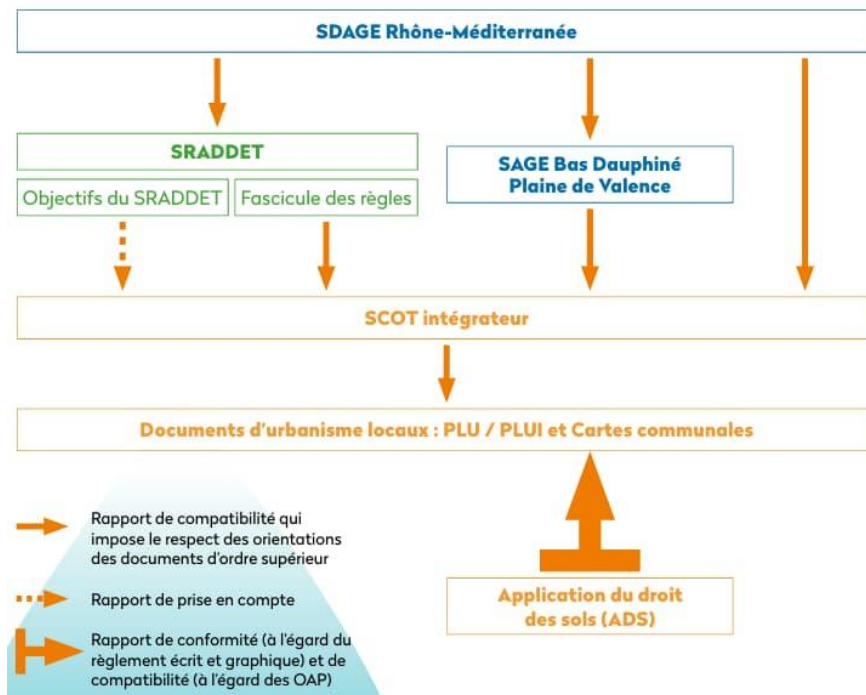 SDAGE Rhône-Méditerranée
SRADDET
Objectifs du SRADDET
Fascicule des règles
SAGE Bas Dauphiné
Plaine de Valence
SCOT intégrateur
Documents d'urbanisme locaux : PLU / PLUI et Cartes communales
Rapport de compatibilité qui
impose le respect des orientations
des documents d'ordre supérieur
Rapport de prise en compte
Rapport de conformité (à l'égard du
règlement écrit et graphique) et de
compatibilité (à l'égard des OAP)
Application du droit
des sols (ADS)